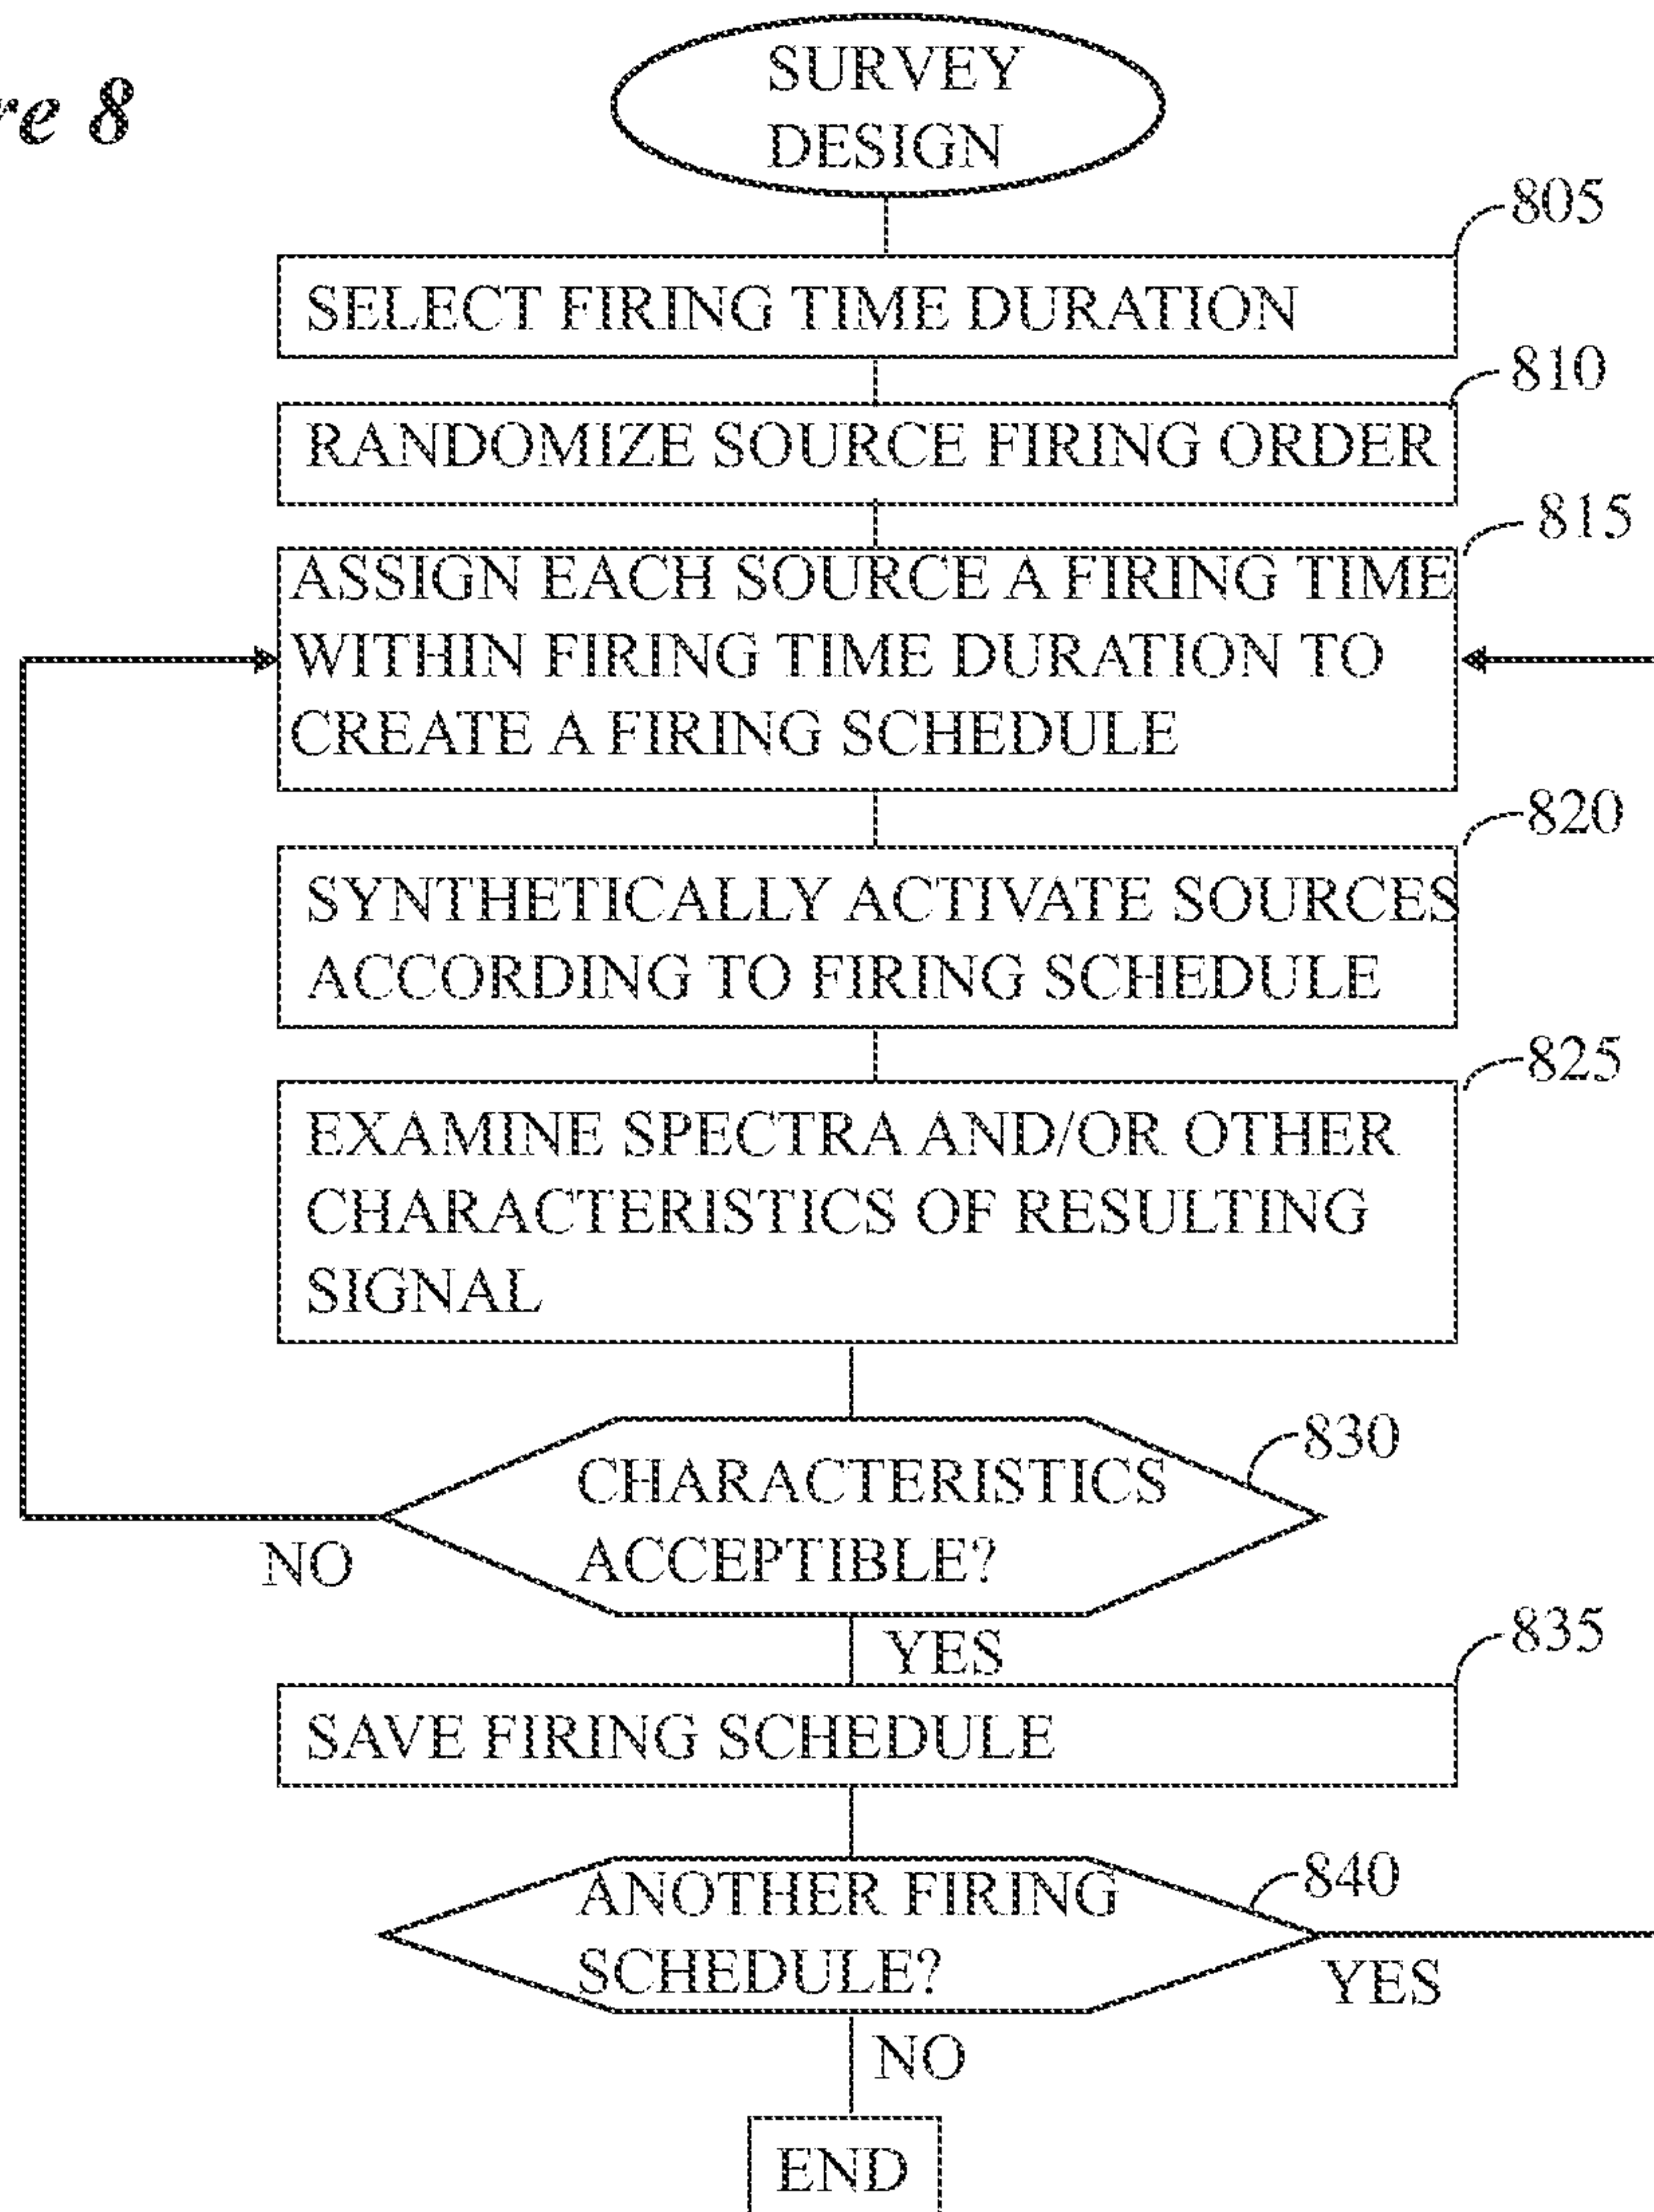 re 8
SURVEY
DESIGN
805
SELECT FIRING TIME DURATION
810
RANDOMIZE SOURCE FIRING ORDER
815
ASSIGN EACH SOURCE A FIRING TIME
WITHIN FIRING TIME DURATION TO
CREATE A FIRING SCHEDULE
820
SYNTHETICALLY ACTIVATE SOURCES
ACCORDING TO FIRING SCHEDULE
825
EXAMINE SPECTRA AND/OR OTHER
CHARACTERISTICS OF RESULTING
SIGNAL
830
CHARACTERISTICS
ACCEPTIBLE?
NO
YES
835
SAVE FIRING SCHEDULE
840
ANOTHER FIRING
SCHEDULE?
YES
NO
END